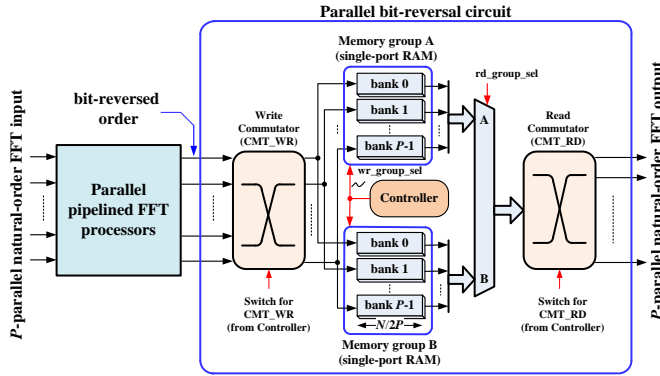 Parallel bit-reversal circuit
P-parallel natural-order FFT input
bit-reversed
order
Parallel
pipelined FFT
processors
Write
Commutator
(CMT_WR)
Switch for
CMT_WR
(from Controller)
Memory group A
(single-port RAM)
bank 0
bank 1
bank P-1
wr_group_sel
Controller
bank 0
bank 1
bank P-1
N/2P
Memory group B
(single-port RAM)
rd_group_sel
A
B
Read
Commutator
(CMT_RD)
Switch for
CMT_RD
(from Controller)
P-parallel natural-order FFT output